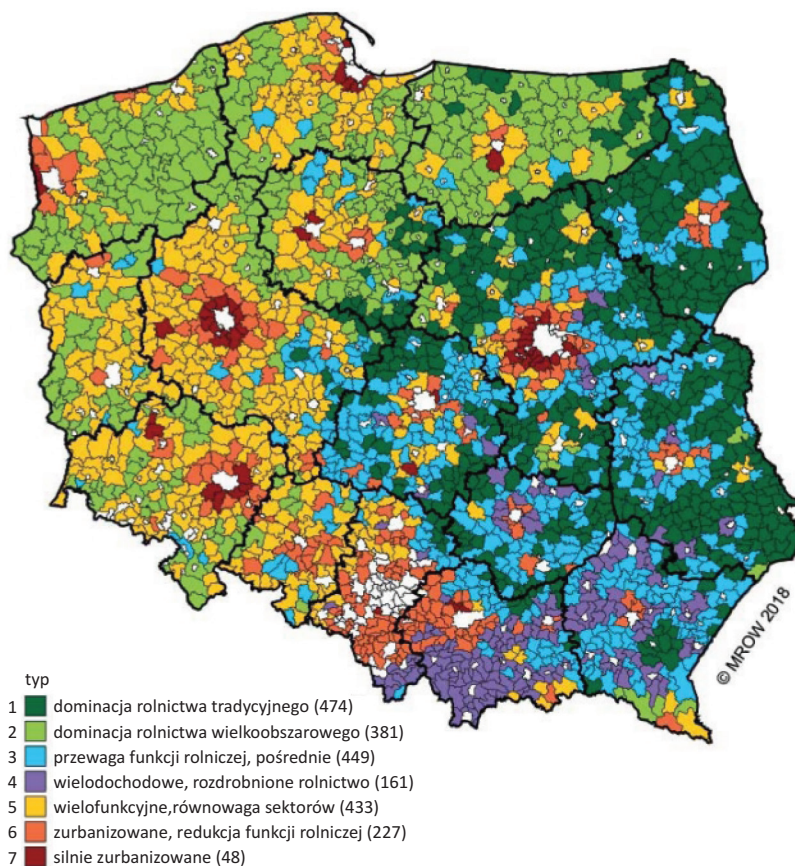 © MROW 2018
typ
1 dominacja rolnictwa tradycyjnego (474)
2 dominacja rolnictwa wielkoobszarowego (381)
3 przewaga funkcji rolniczej, pośrednie (449)
4 wielodochodowe, rozdrobnione rolnictwo (161)
5 wielofunkcyjne,równowaga sektorów (433)
6 zurbanizowane, redukcja funkcji rolniczej (227)
7 silnie zurbanizowane (48)